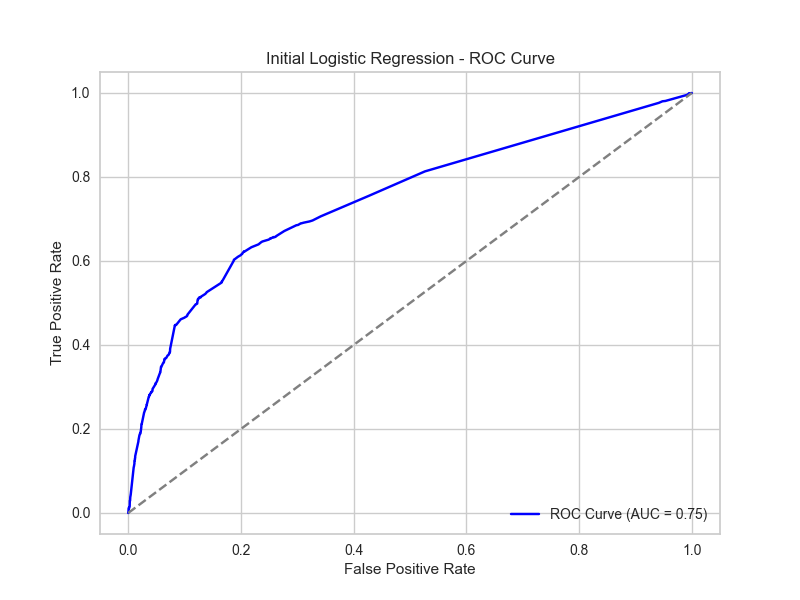 Initial Logistic Regression - ROC Curve
True Positive Rate
1.0
0.8
0.6
0.4
0.2
0.0
ROC Curve (AUC = 0.75)
0.0 0.2 0.4 0.6 0.8 1.0
False Positive Rate